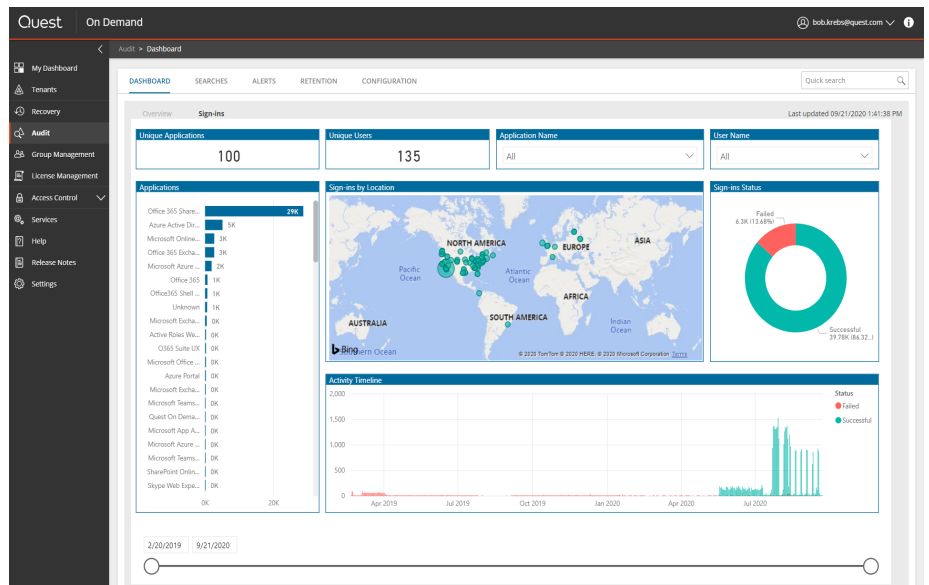 Quest On Demand
bob.krebs@quest.com
Audit > Dashboard
My Dashboard
Tenants
Recovery
Audit
Group Management
License Management
Access Control
Services
Help
Release Notes
Settings
DASHBOARD SEARCHES ALERTS RETENTION CONFIGURATION
Quick search
Overview Sign-ins
Last updated 09/21/2020 1:41:38 PM
Unique Applications
100
Unique Users
135
Application Name
All
User Name
All
Applications
Office 365 Share... 29K
Azure Active Dir... 5K
Microsoft Online... 3K
Office 365 Excha... 3K
Microsoft Azure ... 2K
Office 365 1K
Office365 Shell ... 1K
Unknown 1K
Microsoft Excha... 0K
Active Roles We... 0K
O365 Suite UX 0K
Microsoft Office ... 0K
Azure Portal 0K
Microsoft Excha... 0K
Microsoft Teams... 0K
Quest On Dema... 0K
Microsoft App A... 0K
Microsoft Azure ... 0K
Microsoft Teams... 0K
SharePoint Onlin... 0K
Skype Web Expe... 0K
0K 20K
Sign-ins by Location
NORTH AMERICA
EUROPE
ASIA
Pacific
Ocean
Atlantic
Ocean
AFRICA
SOUTH AMERICA
AUSTRALIA
Indian
Ocean
Bing
Ocean
© 2020 TomTom © 2020 HERE, © 2020 Microsoft Corporation Terms
Sign-ins Status
Failed
6.3K (13.68%)
Successful
39.78K (86.32...)
Activity Timeline
2,000
1,500
1,000
500
0
Apr 2019 Jul 2019 Oct 2019 Jan 2020 Apr 2020 Jul 2020
Status
Failed
Successful
2/20/2019 9/21/2020